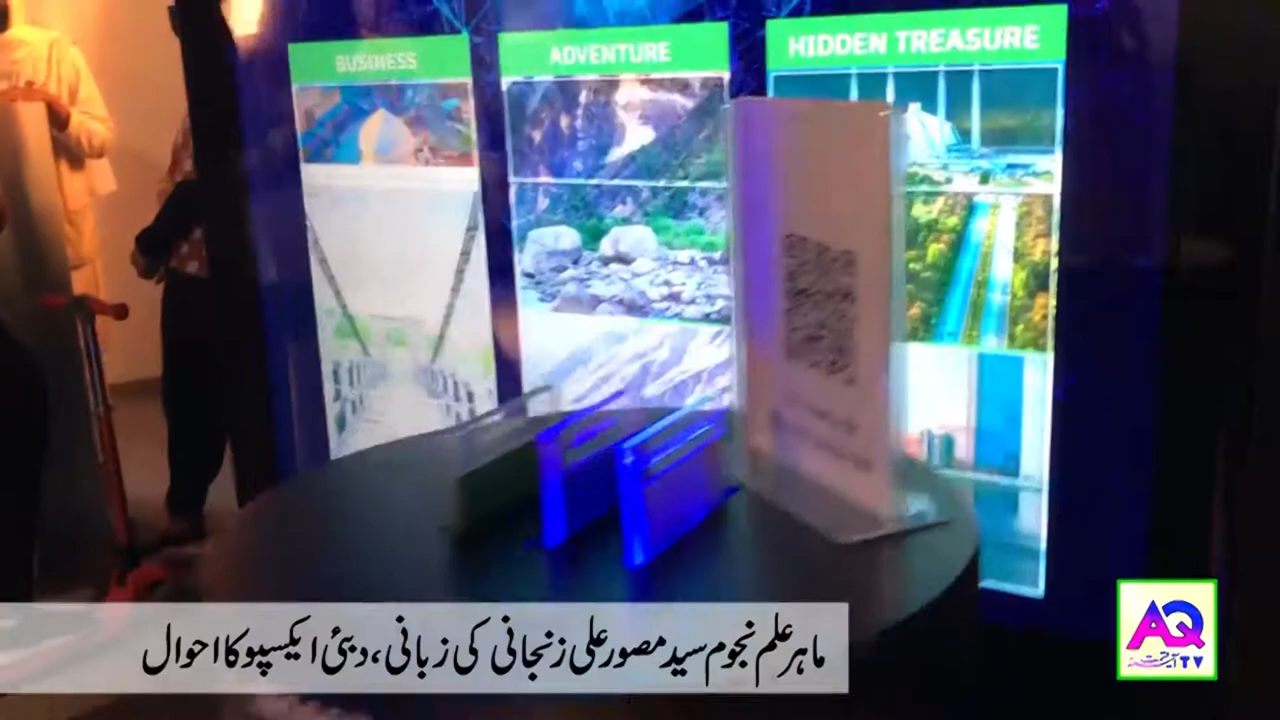 BUSINESS
ADVENTURE
HIDDEN TREASURE
ماہر علم نجوم سید مصور علی زنجانی کی زبانی، دبئی ایکسپو کا احوال
AQ
TV